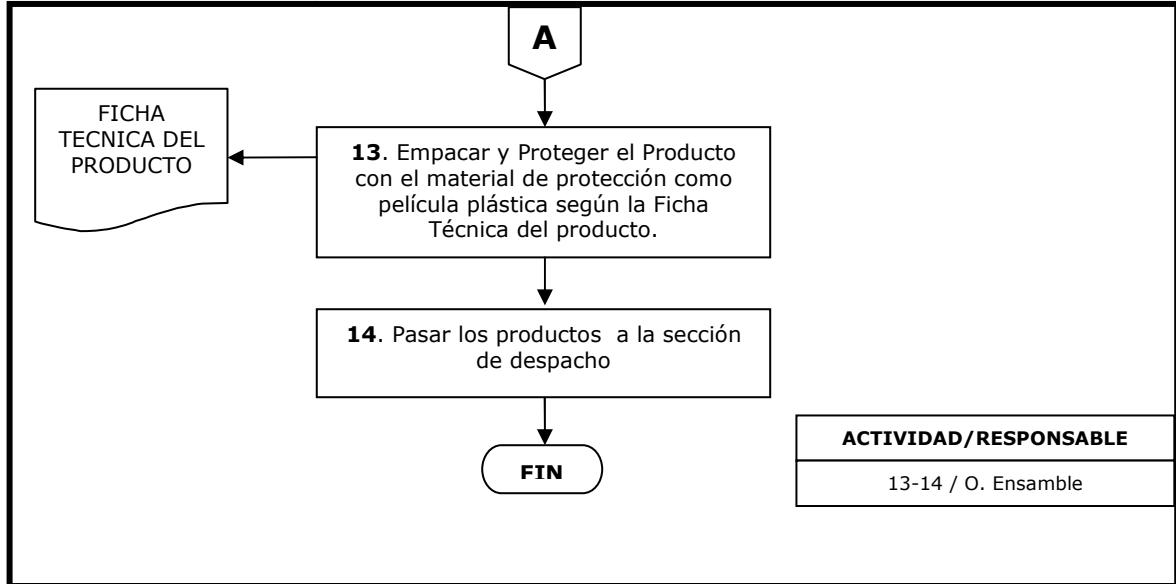 A
FICHA
TECNICA DEL
PRODUCTO
13. Empacar y Proteger el Producto
con el material de protección como
película plástica según la Ficha
Técnica del producto.
14. Pasar los productos  a la sección
de despacho
FIN
ACTIVIDAD/RESPONSABLE
13-14 / O. Ensamble